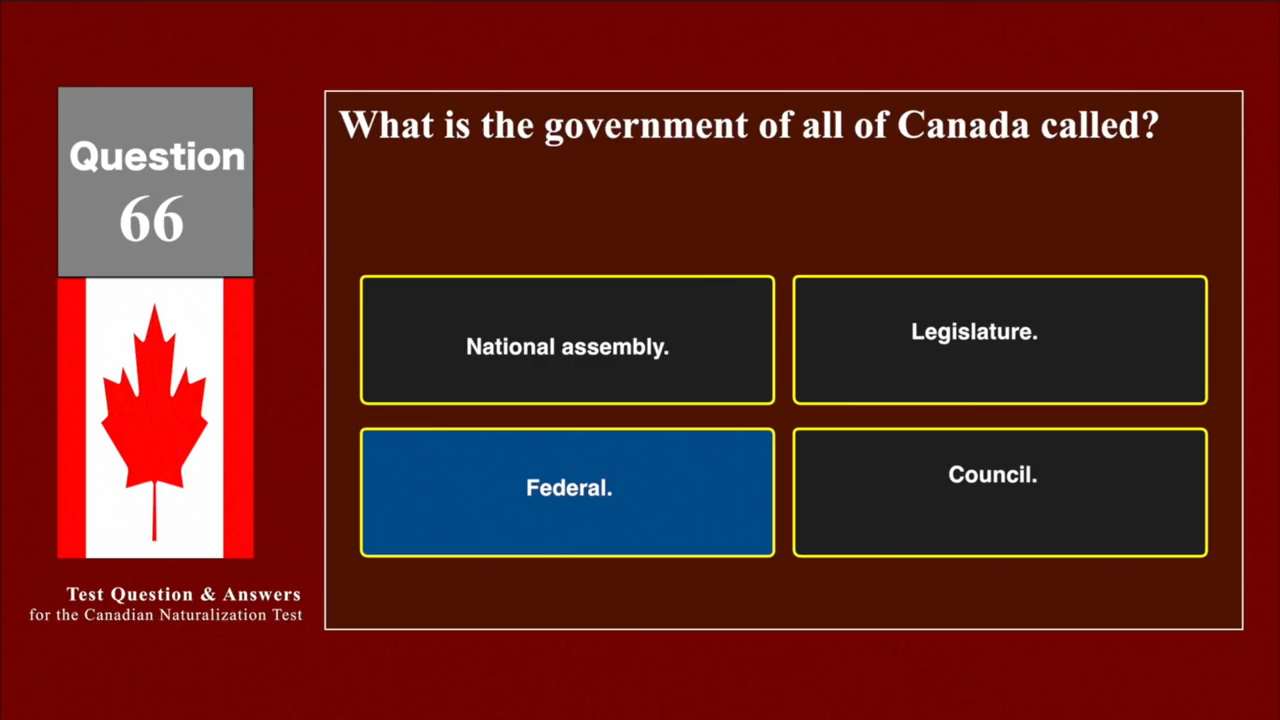 Question
66
What is the government of all of Canada called?
National assembly.
Legislature.
Federal.
Council.
Test Question & Answers
for the Canadian Naturalization Test